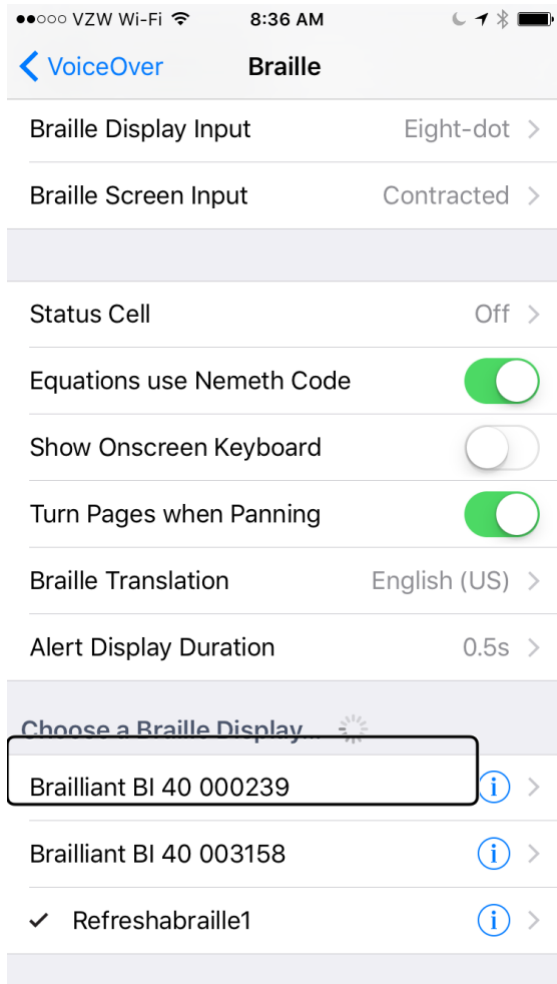 VZW Wi-Fi 8:36 AM
VoiceOver Braille
Braille Display Input Eight-dot
Braille Screen Input Contracted
Status Cell Off
Equations use Nemeth Code
Show Onscreen Keyboard
Turn Pages when Panning
Braille Translation English (US)
Alert Display Duration 0.5s
Choose a Braille Display...
Brailliant BI 40 000239
Brailliant BI 40 003158
Refreshabraille1